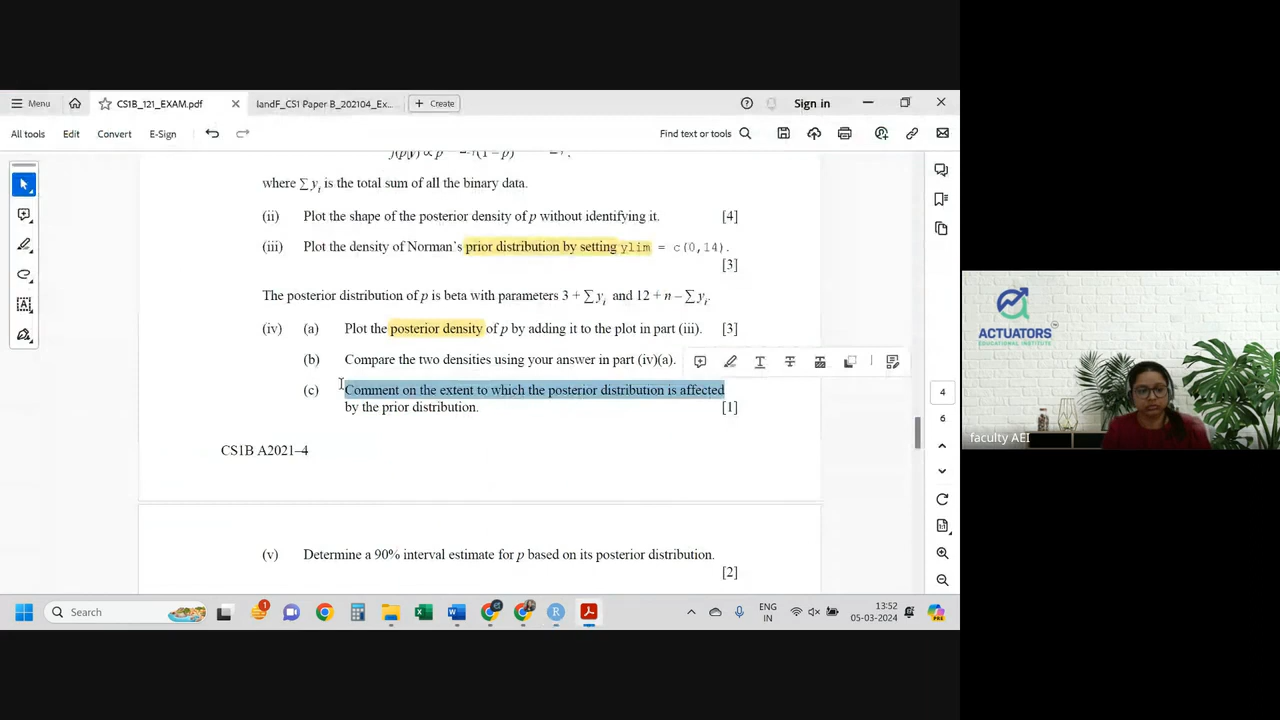 Menu
CS1B_121_EXAM.pdf
IandF_CS1 Paper B_202104_Ex...
Create
Sign in
All tools
Edit
Convert
E-Sign
Find text or tools
where ∑ yᵢ is the total sum of all the binary data.
(ii) Plot the shape of the posterior density of p without identifying it. [4]
(iii) Plot the density of Norman's prior distribution by setting ylim = c(0,14).
[3]
The posterior distribution of p is beta with parameters 3 + ∑ yᵢ and 12 + n − ∑ yᵢ.
(iv) (a) Plot the posterior density of p by adding it to the plot in part (iii). [3]
(b) Compare the two densities using your answer in part (iv)(a).
(c) Comment on the extent to which the posterior distribution is affected
by the prior distribution. [1]
CS1B A2021–4
(v) Determine a 90% interval estimate for p based on its posterior distribution.
[2]
4
6
ACTUATORS
EDUCATIONAL INSTITUTE
faculty AEI
Search
1
ENG
IN
13:52
05-03-2024